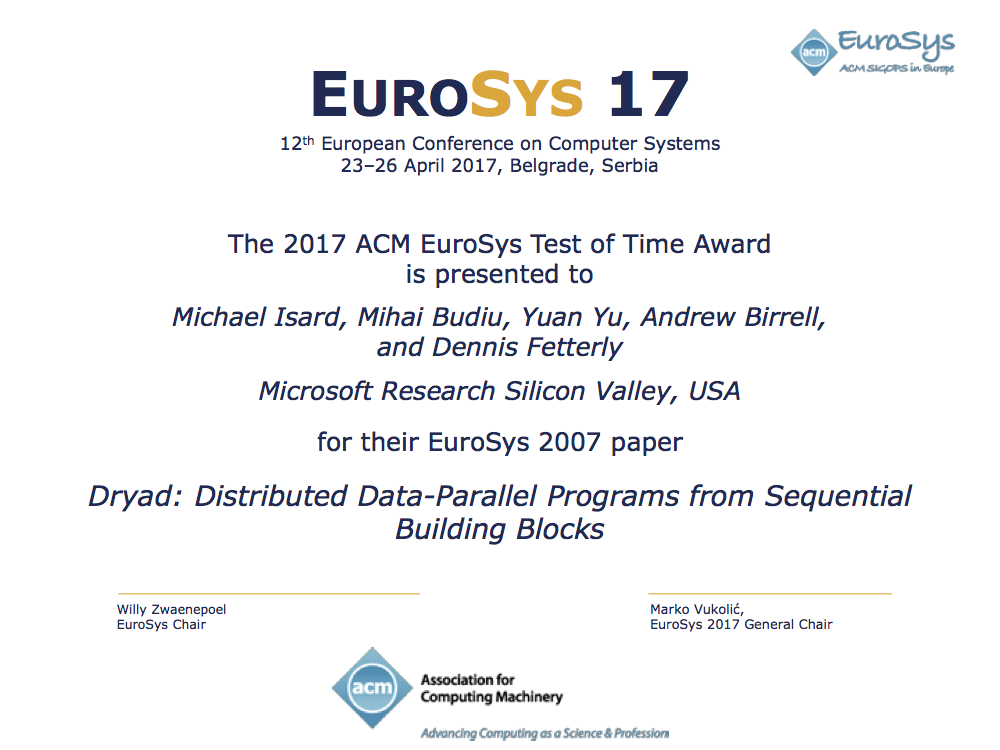 acm EuroSys
ACM SIGOPS in Europe
EUROSYS 17
12th European Conference on Computer Systems
23–26 April 2017, Belgrade, Serbia
The 2017 ACM EuroSys Test of Time Award
is presented to
Michael Isard, Mihai Budiu, Yuan Yu, Andrew Birrell,
and Dennis Fetterly
Microsoft Research Silicon Valley, USA
for their EuroSys 2007 paper
Dryad: Distributed Data-Parallel Programs from Sequential
Building Blocks
Willy Zwaenepoel
EuroSys Chair
Marko Vukolić,
EuroSys 2017 General Chair
acm
Association for
Computing Machinery
Advancing Computing as a Science & Profession